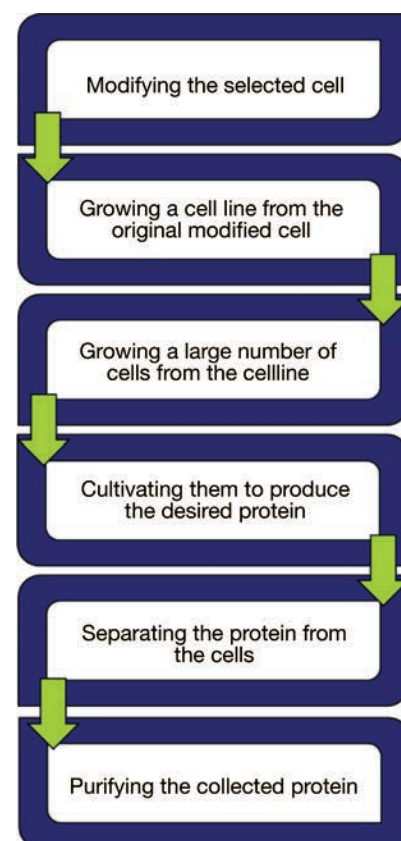 Modifying the selected cell
Growing a cell line from the
original modified cell
Growing a large number of
cells from the cellline
Cultivating them to produce
the desired protein
Separating the protein from
the cells
Purifying the collected protein